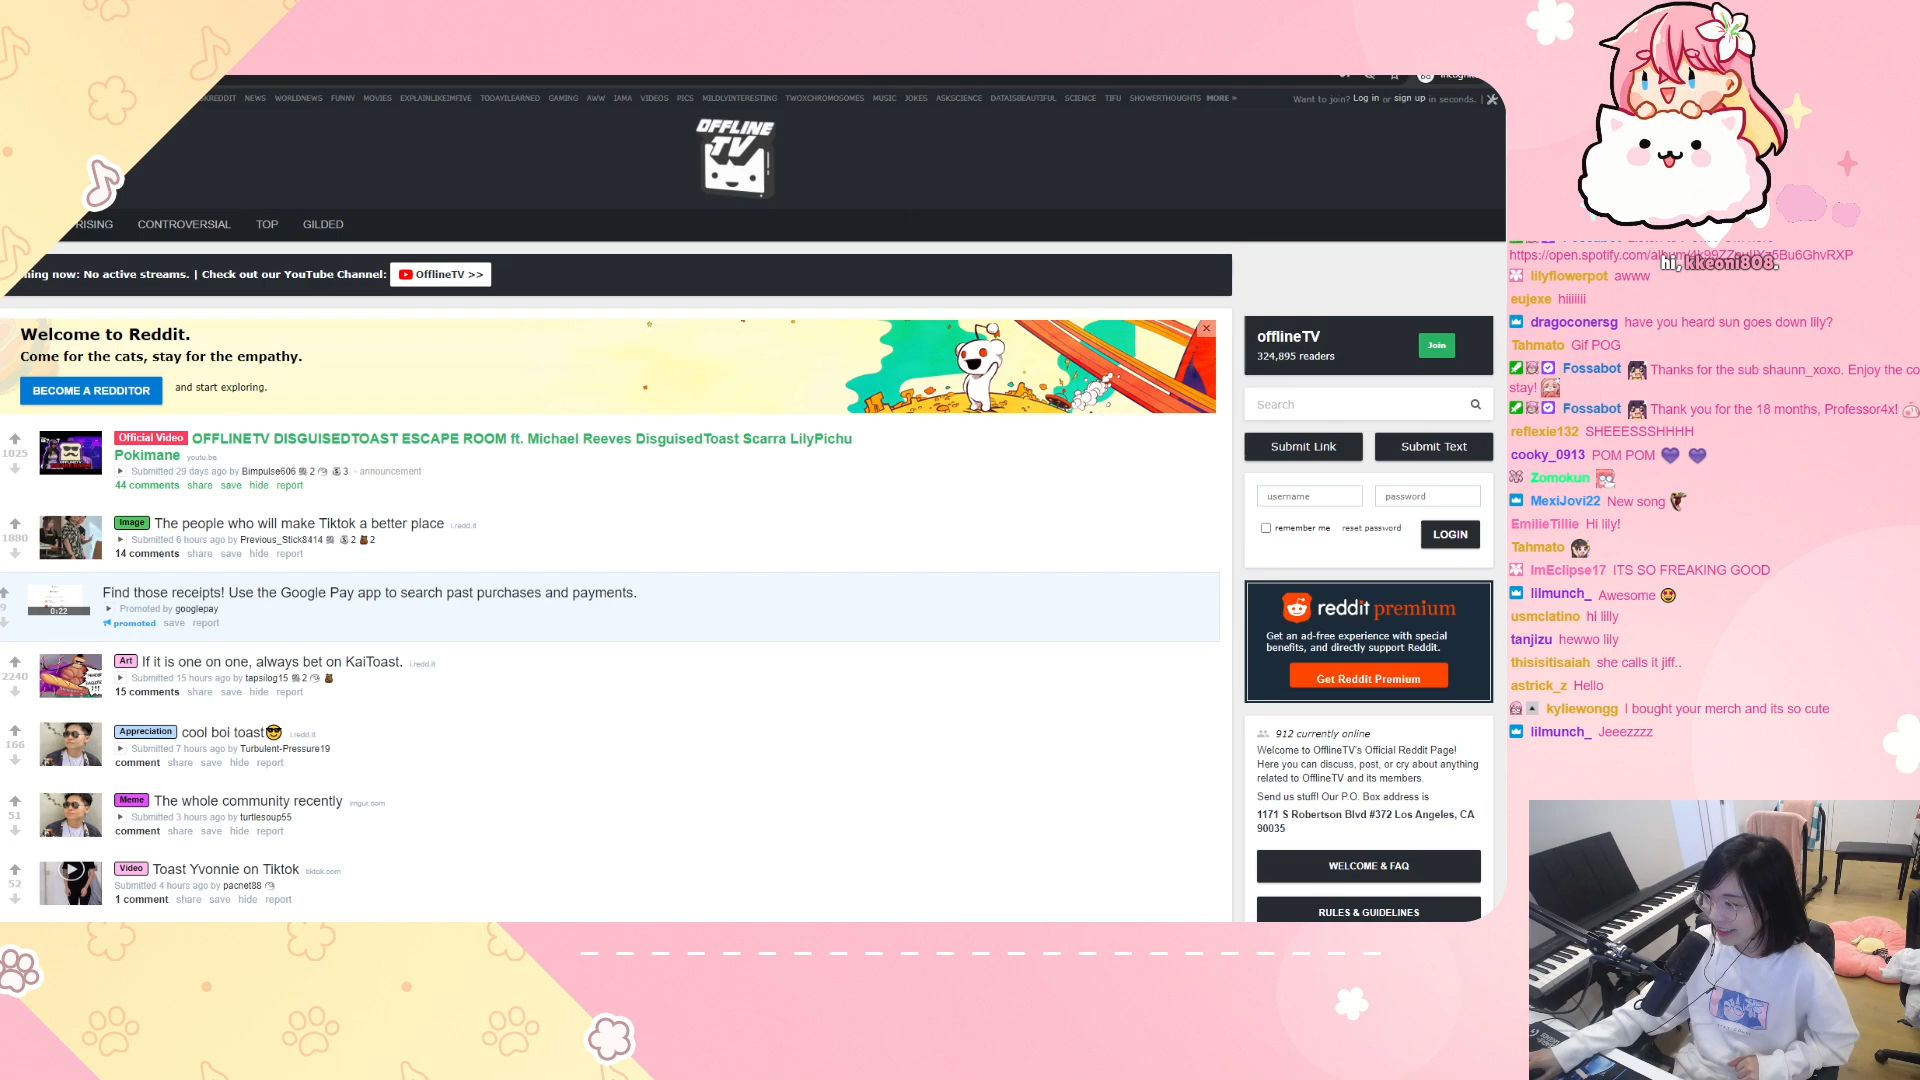 KREDDIT NEWS WORLDNEWS FUNNY MOVIES EXPLAINLIKEIMFIVE TODAYILEARNED GAMING AWW IAMA VIDEOS PICS MILDLYINTERESTING TWOXCHROMOSOMES MUSIC JOKES ASKSCIENCE DATAISBEAUTIFUL SCIENCE TIFU SHOWERTHOUGHTS MORE »
Want to join? Log in or sign up in seconds. |
OFFLINE
TV
RISING CONTROVERSIAL TOP GILDED
ing now: No active streams. | Check out our YouTube Channel: OfflineTV >>
Welcome to Reddit.
Come for the cats, stay for the empathy.
BECOME A REDDITOR and start exploring.
1025
Official Video OFFLINETV DISGUISEDTOAST ESCAPE ROOM ft. Michael Reeves DisguisedToast Scarra LilyPichu
Pokimane youtu.be
Submitted 29 days ago by Bimpulse606 2 3 - announcement
44 comments share save hide report
1880
Image The people who will make Tiktok a better place i.redd.it
Submitted 6 hours ago by Previous_Stick8414 2 2
14 comments share save hide report
9
0:22
Find those receipts! Use the Google Pay app to search past purchases and payments.
Promoted by googlepay
promoted save report
2240
Art If it is one on one, always bet on KaiToast. i.redd.it
Submitted 15 hours ago by tapsilog15 2
15 comments share save hide report
166
Appreciation cool boi toast😎 i.redd.it
Submitted 7 hours ago by Turbulent-Pressure19
comment share save hide report
51
Meme The whole community recently imgur.com
Submitted 3 hours ago by turtlesoup55
comment share save hide report
52
Video Toast Yvonnie on Tiktok tiktok.com
Submitted 4 hours ago by pacnet88
1 comment share save hide report
offlineTV
324,895 readers
Join
Search
Submit Link Submit Text
username password
remember me reset password LOGIN
reddit premium
Get an ad-free experience with special
benefits, and directly support Reddit.
Get Reddit Premium
912 currently online
Welcome to OfflineTV's Official Reddit Page!
Here you can discuss, post, or cry about anything
related to OfflineTV and its members.
Send us stuff! Our P.O. Box address is
1171 S Robertson Blvd #372 Los Angeles, CA
90035
WELCOME & FAQ
RULES & GUIDELINES
hi, kkeoni808.
lilyflowerpot awww
eujexe hiiiiiii
dragoconersg have you heard sun goes down lily?
Tahmato Gif POG
Fossabot Thanks for the sub shaunn_xoxo. Enjoy the co
stay!
Fossabot Thank you for the 18 months, Professor4x!
reflexie132 SHEEESSSHHHH
cooky_0913 POM POM 💜 💜
Zomokun
MexiJovi22 New song
EmilieTillie Hi lily!
Tahmato
ImEclipse17 ITS SO FREAKING GOOD
lilmunch_ Awesome 🤩
usmclatino hi lilly
tanjizu hewwo lily
thisisitisaiah she calls it jiff..
astrick_z Hello
kyliewongg I bought your merch and its so cute
lilmunch_ Jeeezzzz